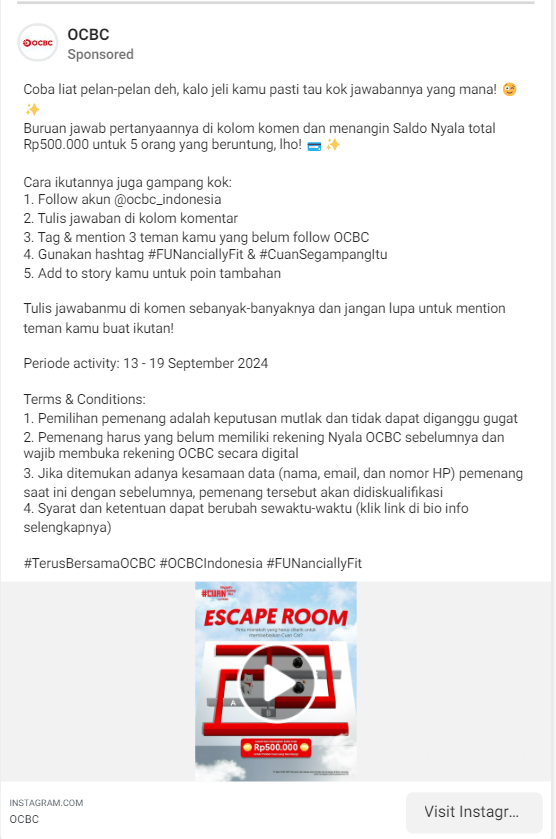 OCBC
OCBC
Sponsored
Coba liat pelan-pelan deh, kalo jeli kamu pasti tau kok jawabannya yang mana! 😉
✨
Buruan jawab pertanyaannya di kolom komen dan menangin Saldo Nyala total
Rp500.000 untuk 5 orang yang beruntung, lho! 💳 ✨
Cara ikutannya juga gampang kok:
1. Follow akun @ocbc_indonesia
2. Tulis jawaban di kolom komentar
3. Tag & mention 3 teman kamu yang belum follow OCBC
4. Gunakan hashtag #FUNanciallyFit & #CuanSegampangItu
5. Add to story kamu untuk poin tambahan
Tulis jawabanmu di komen sebanyak-banyaknya dan jangan lupa untuk mention
teman kamu buat ikutan!
Periode activity: 13 - 19 September 2024
Terms & Conditions:
1. Pemilihan pemenang adalah keputusan mutlak dan tidak dapat diganggu gugat
2. Pemenang harus yang belum memiliki rekening Nyala OCBC sebelumnya dan
wajib membuka rekening OCBC secara digital
3. Jika ditemukan adanya kesamaan data (nama, email, dan nomor HP) pemenang
saat ini dengan sebelumnya, pemenang tersebut akan didiskualifikasi
4. Syarat dan ketentuan dapat berubah sewaktu-waktu (klik link di bio info
selengkapnya)
#TerusBersamaOCBC #OCBCIndonesia #FUNanciallyFit
#CUAN
ESCAPE ROOM
A
B
Rp500.000
INSTAGRAM.COM
OCBC
Visit Instagr...